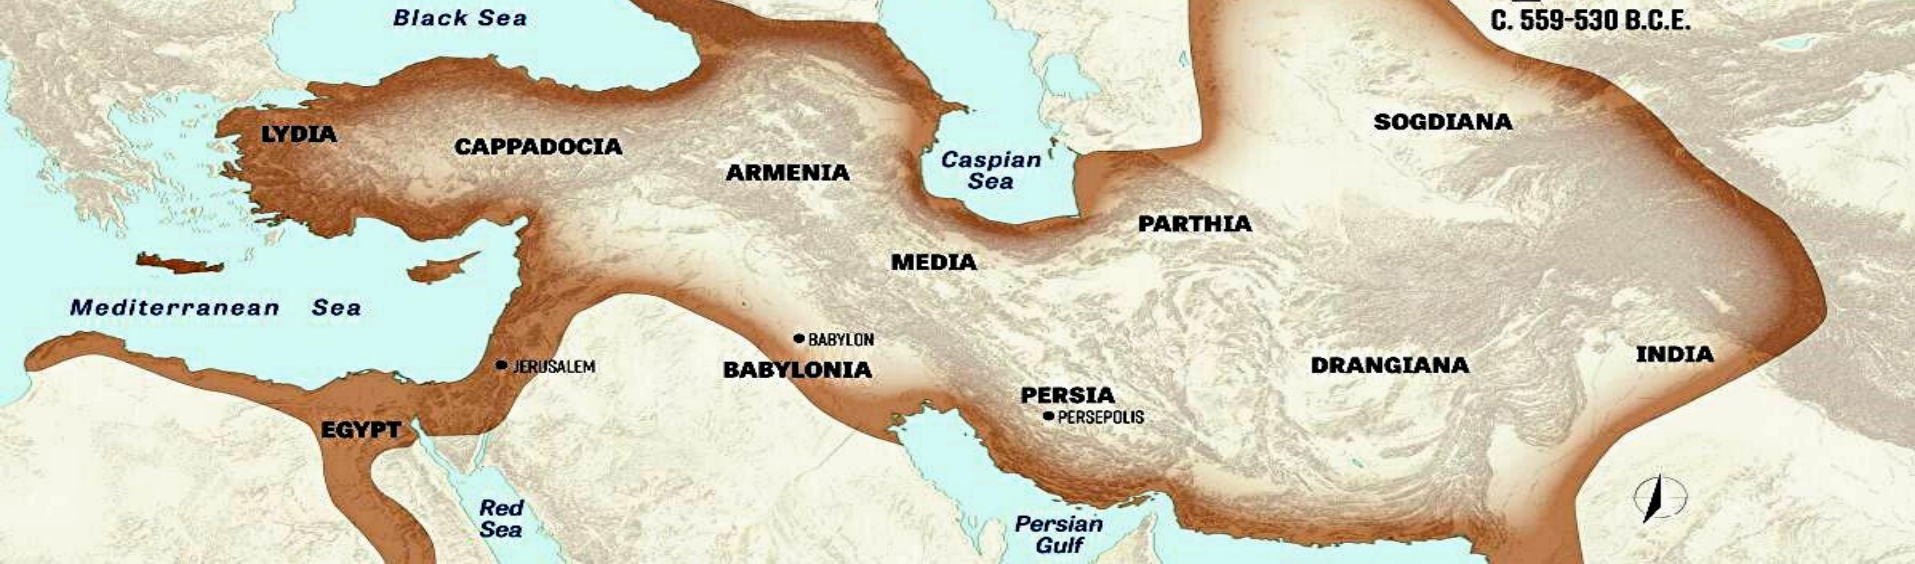 Black Sea
C. 559-530 B.C.E.
SOGDIANA
LYDIA
CAPPADOCIA
ARMENIA
Caspian
Sea
PARTHIA
MEDIA
Mediterranean Sea
BABYLON
JERUSALEM
BABYLONIA
DRANGIANA
INDIA
PERSIA
PERSEPOLIS
EGYPT
Red
Sea
Persian
Gulf